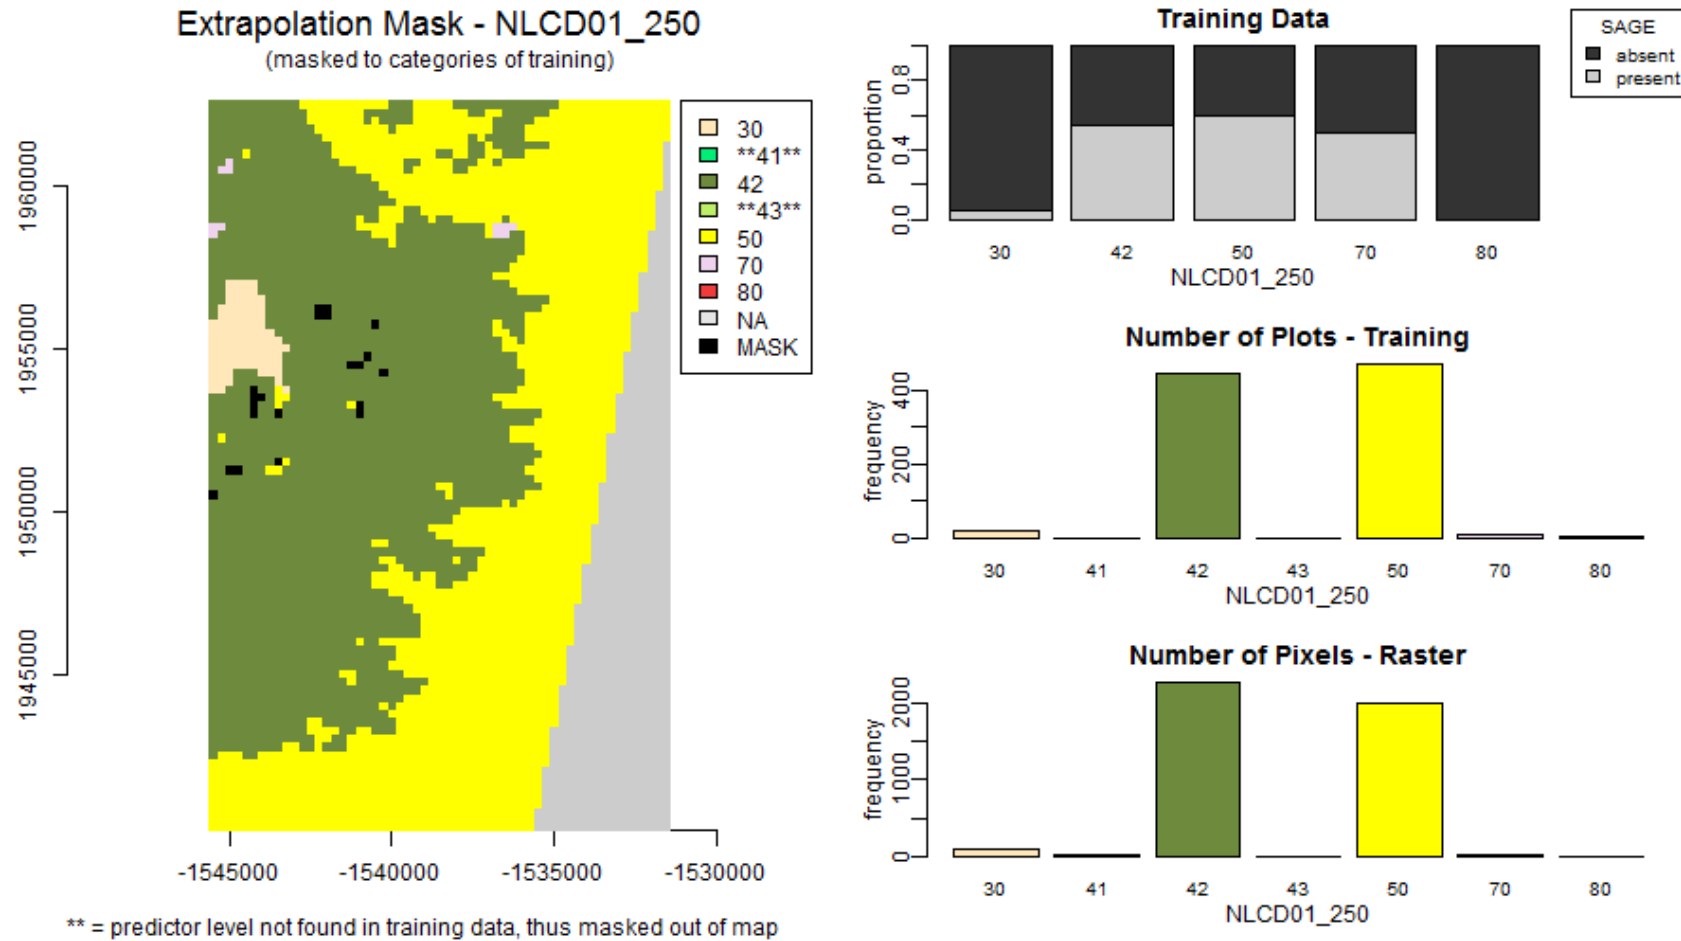 Extrapolation Mask - NLCD01_250
(masked to categories of training)
1960000
1955000
1950000
1945000
-1545000 -1540000 -1535000 -1530000
30
**41**
42
**43**
50
70
80
NA
MASK
** = predictor level not found in training data, thus masked out of map
Training Data
proportion
0.0 0.4 0.8
30 42 50 70 80
NLCD01_250
SAGE
absent
present
Number of Plots - Training
frequency
0 200 400
30 41 42 43 50 70 80
NLCD01_250
Number of Pixels - Raster
frequency
0 1000 2000
30 41 42 43 50 70 80
NLCD01_250